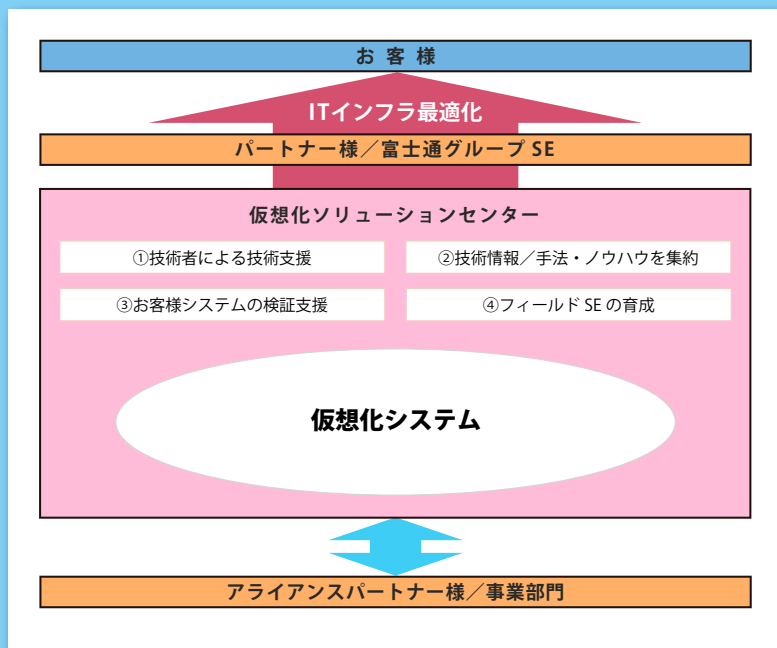 お客様
ITインフラ最適化
パートナー様／富士通グループ SE
仮想化ソリューションセンター
①技術者による技術支援
②技術情報／手法・ノウハウを集約
③お客様システムの検証支援
④フィールド SE の育成
仮想化システム
アライアンスパートナー様／事業部門